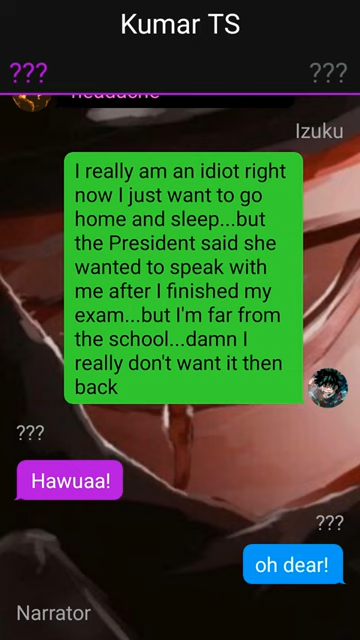 Kumar TS
??? ???
Izuku
I really am an idiot right
now I just want to go
home and sleep...but
the President said she
wanted to speak with
me after I finished my
exam...but I'm far from
the school...damn I
really don't want it then
back
???
Hawuaa!
???
oh dear!
Narrator